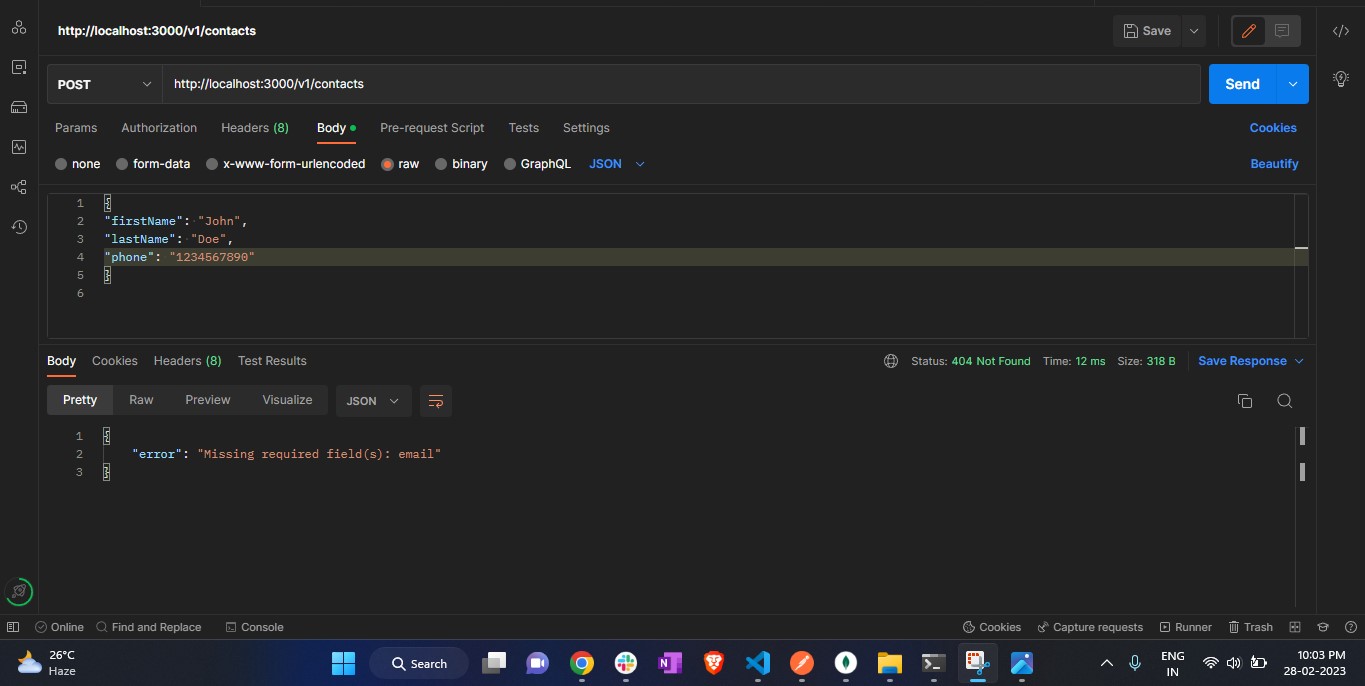 http://localhost:3000/v1/contacts
Save
POST
http://localhost:3000/v1/contacts
Send
Params Authorization Headers (8) Body Pre-request Script Tests Settings Cookies
none form-data x-www-form-urlencoded raw binary GraphQL JSON Beautify
1 {
2 "firstName": "John",
3 "lastName": "Doe",
4 "phone": "1234567890"
5 }
6
Body Cookies Headers (8) Test Results Status: 404 Not Found Time: 12 ms Size: 318 B Save Response
Pretty Raw Preview Visualize JSON
1 {
2 "error": "Missing required field(s): email"
3 }
Online Find and Replace Console Cookies Capture requests Runner Trash
26°C
Haze
Search
N
ENG
IN
10:03 PM
28-02-2023